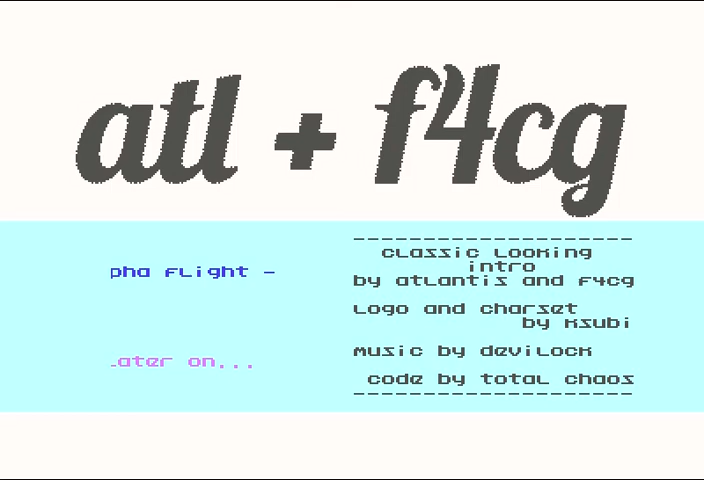 atl + f4cg
--------------------
classic looking
intro
by atlantis and f4cg
logo and charset
by ksubi
music by devilock
code by total chaos
--------------------
pha flight -
ater on...